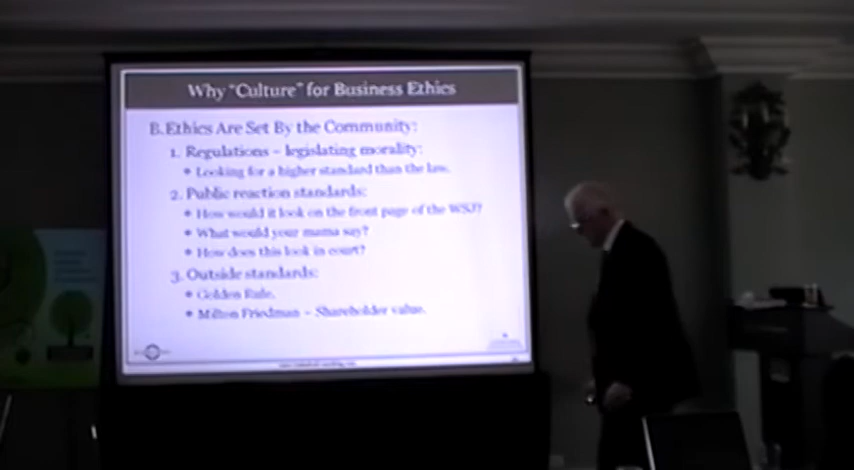 Why "Culture" for Business Ethics
B. Ethics Are Set By the Community:
1. Regulations – legislating morality:
Looking for a higher standard than the law.
2. Public reaction standards:
How would it look on the front page of the WSJ?
What would your mama say?
How does this look in court?
3. Outside standards:
Golden Rule.
Milton Friedman – Shareholder value.